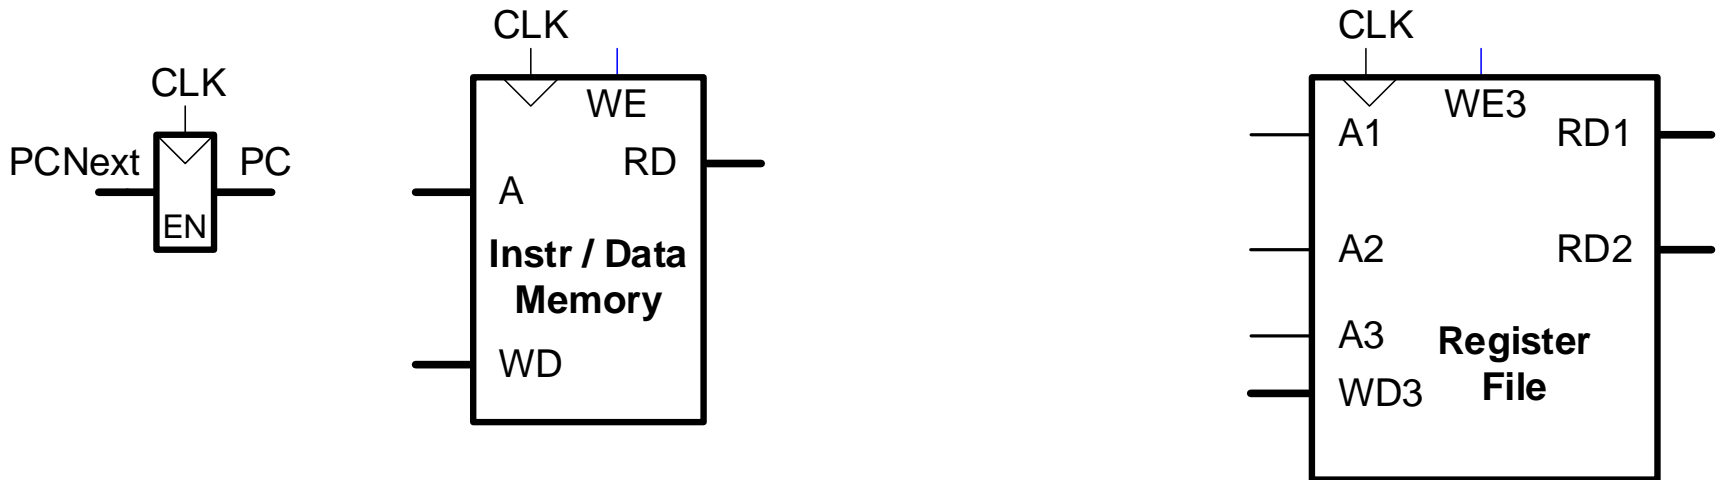 CLK
PCNext
PC
EN
CLK
WE
RD
A
Instr / Data
Memory
WD
CLK
WE3
A1
RD1
A2
RD2
A3
Register
File
WD3